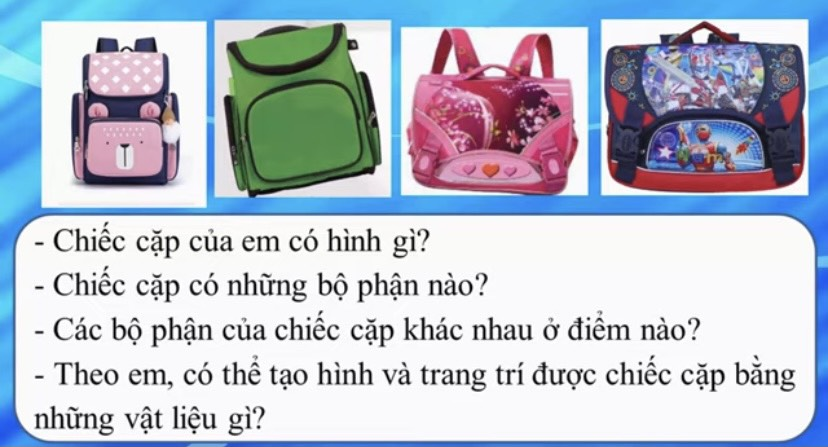 - Chiếc cặp của em có hình gì?
- Chiếc cặp có những bộ phận nào?
- Các bộ phận của chiếc cặp khác nhau ở điểm nào?
- Theo em, có thể tạo hình và trang trí được chiếc cặp bằng
những vật liệu gì?